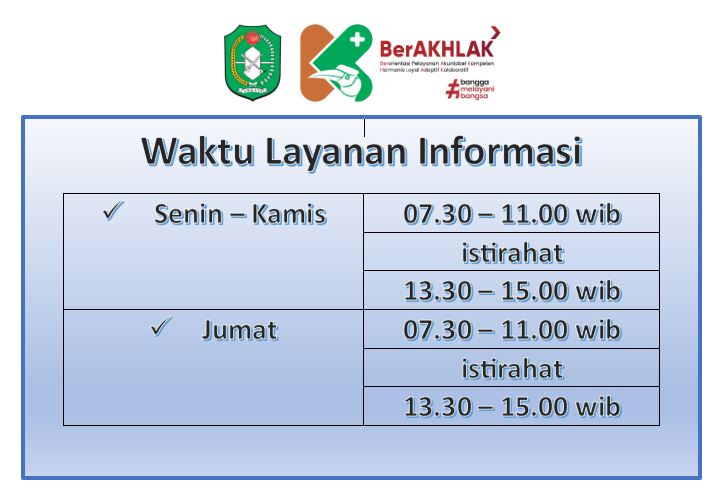 BerAKHLAK
Berorientasi Pelayanan Akuntabel Kompeten
Harmonis Loyal Adaptif Kolaboratif
#bangga
melayani
bangsa
Waktu Layanan Informasi
✓ Senin – Kamis
07.30 – 11.00 wib
istirahat
13.30 – 15.00 wib
✓ Jumat
07.30 – 11.00 wib
istirahat
13.30 – 15.00 wib